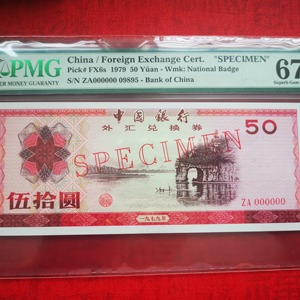 PMG
China / Foreign Exchange Cert. "SPECIMEN"
Pick# FX6s 1979 50 Yüan - Wmk: National Badge
S/N ZA000000 09895 - Bank of China
67
Superb Gem
中国银行
外汇兑换券
50
SPECIMEN
伍拾圆
ZA 000000
一九七九年